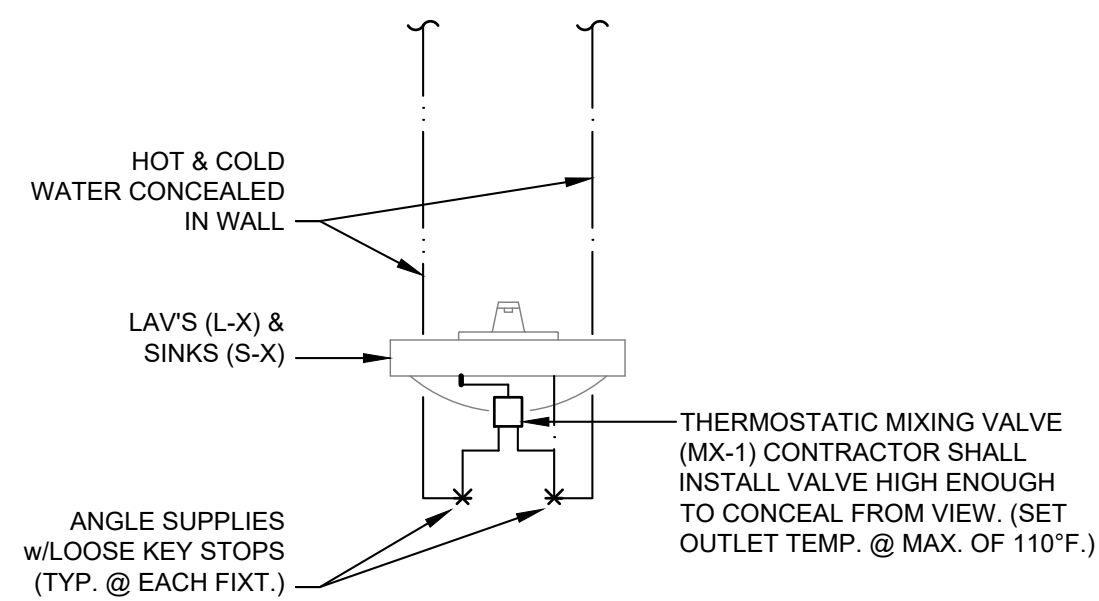 HOT & COLD
WATER CONCEALED
IN WALL
LAV'S (L-X) &
SINKS (S-X)
THERMOSTATIC MIXING VALVE
(MX-1) CONTRACTOR SHALL
INSTALL VALVE HIGH ENOUGH
TO CONCEAL FROM VIEW. (SET
OUTLET TEMP. @ MAX. OF 110°F.)
ANGLE SUPPLIES
w/LOOSE KEY STOPS
(TYP. @ EACH FIXT.)